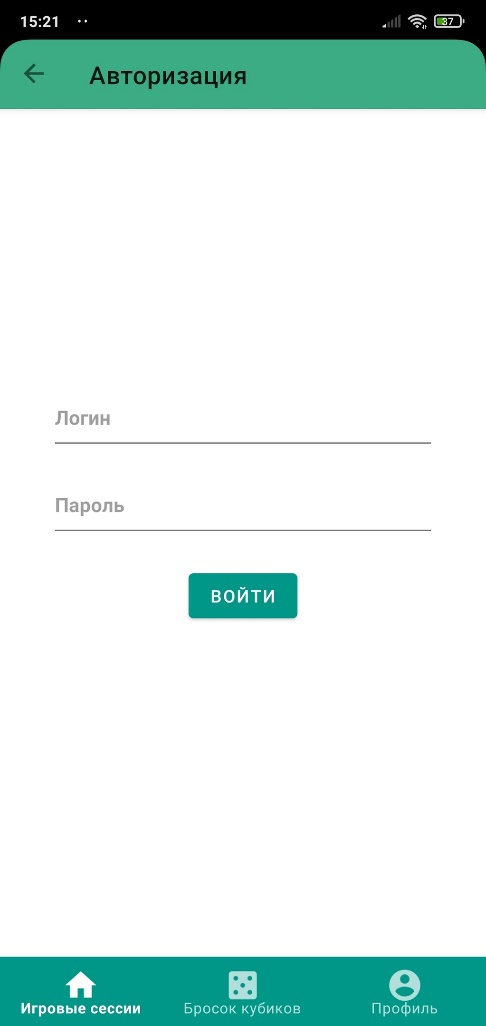 15:21
37
Авторизация
Логин
Пароль
ВОЙТИ
Игровые сессии
Бросок кубиков
Профиль